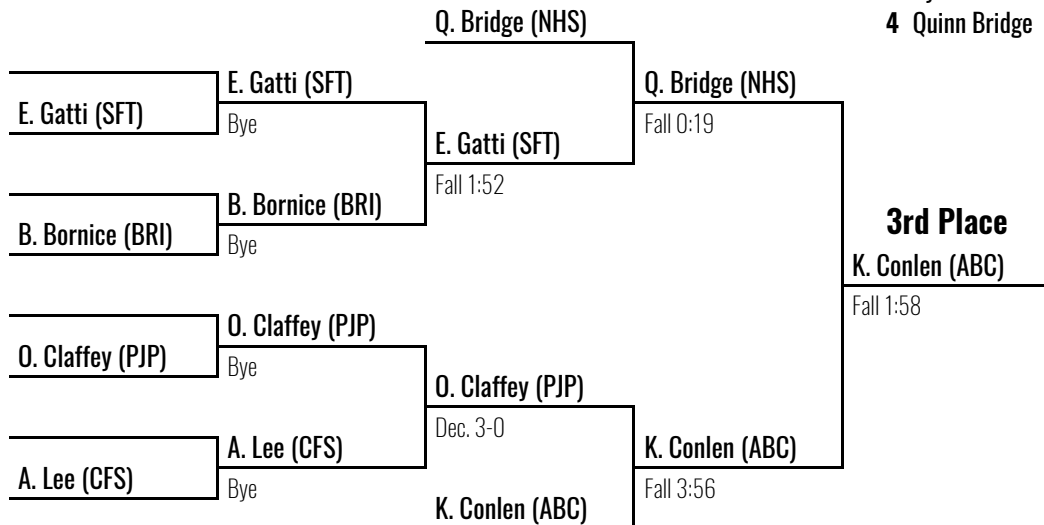 Q. Bridge (NHS)
4 Quinn Bridge
E. Gatti (SFT)
Q. Bridge (NHS)
E. Gatti (SFT)
Bye
Fall 0:19
E. Gatti (SFT)
Fall 1:52
B. Bornice (BRI)
B. Bornice (BRI)
Bye
3rd Place
K. Conlen (ABC)
Fall 1:58
O. Claffey (PJP)
O. Claffey (PJP)
Bye
O. Claffey (PJP)
Dec. 3-0
A. Lee (CFS)
K. Conlen (ABC)
A. Lee (CFS)
Bye
Fall 3:56
K. Conlen (ABC)